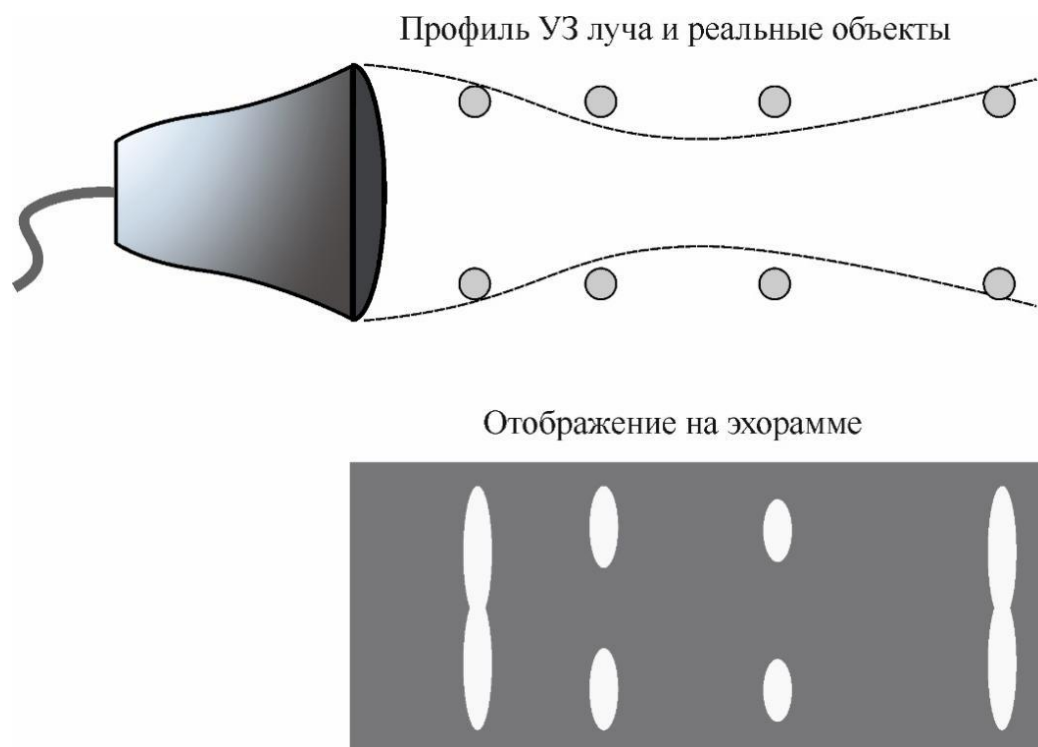 Профиль УЗ луча и реальные объекты
Отображение на эхорамме